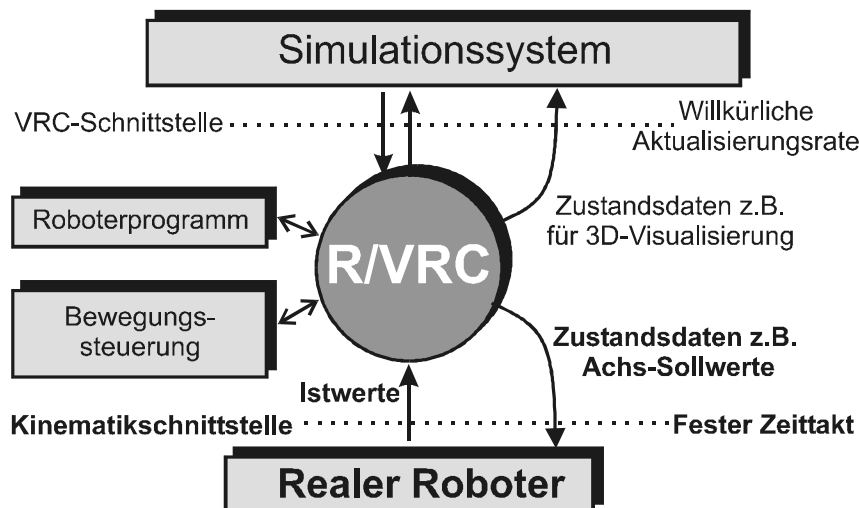 Simulationssystem
VRC-Schnittstelle
Willkürliche
Aktualisierungsrate
Roboterprogramm
Zustandsdaten z.B.
für 3D-Visualisierung
R/VRC
Bewegungs-
steuerung
Zustandsdaten z.B.
Achs-Sollwerte
Istwerte
Kinematikschnittstelle
Fester Zeittakt
Realer Roboter